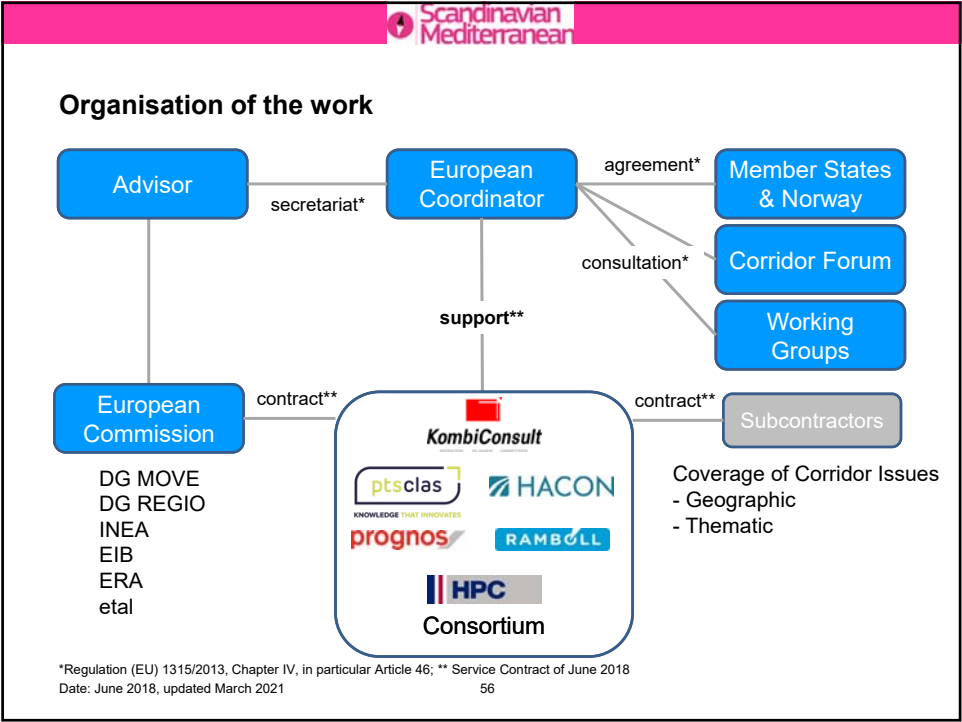 Scandinavian
Mediterranean
Organisation of the work
Advisor
secretariat*
European
Coordinator
agreement*
Member States
& Norway
consultation*
Corridor Forum
Working
Groups
support**
European
Commission
contract**
KombiConsult
ptsclas
KNOWLEDGE THAT INNOVATES
HACON
prognos
RAMBOLL
HPC
Consortium
contract**
Subcontractors
DG MOVE
DG REGIO
INEA
EIB
ERA
etal
Coverage of Corridor Issues
- Geographic
- Thematic
*Regulation (EU) 1315/2013, Chapter IV, in particular Article 46; ** Service Contract of June 2018
Date: June 2018, updated March 2021
56